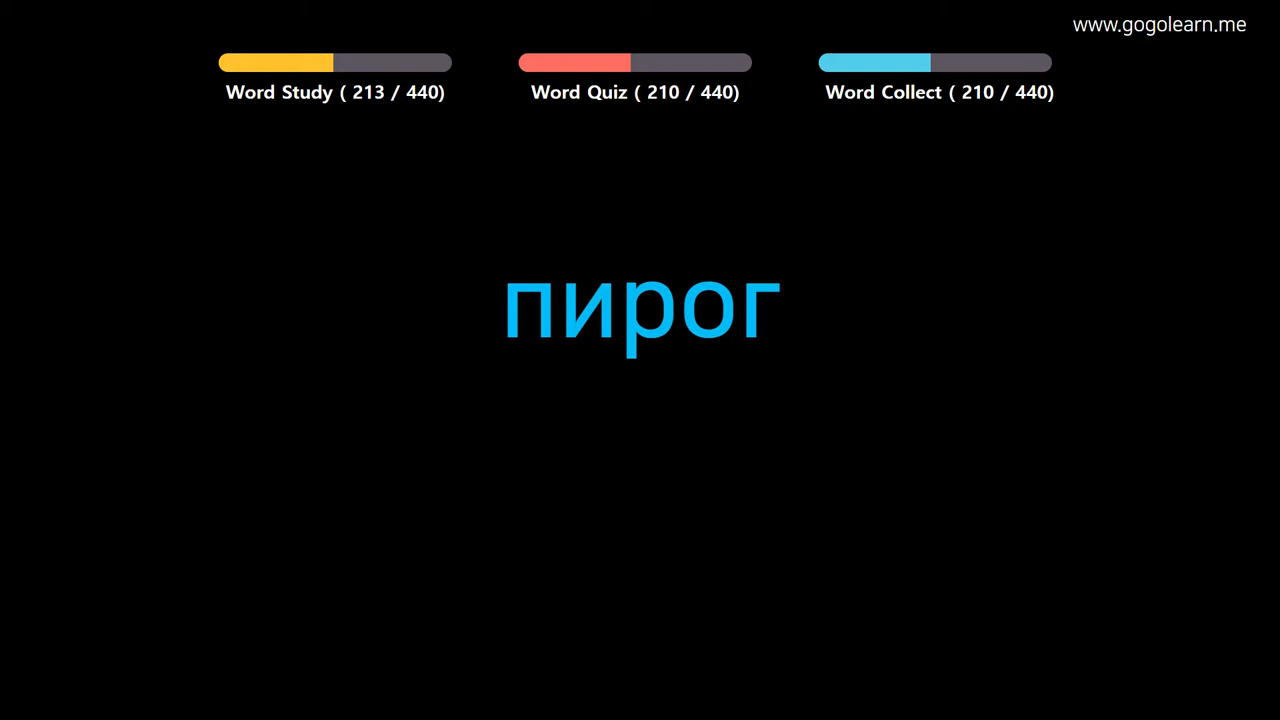 www.gogolearn.me
Word Study ( 213 / 440)
Word Quiz ( 210 / 440)
Word Collect ( 210 / 440)
пирог